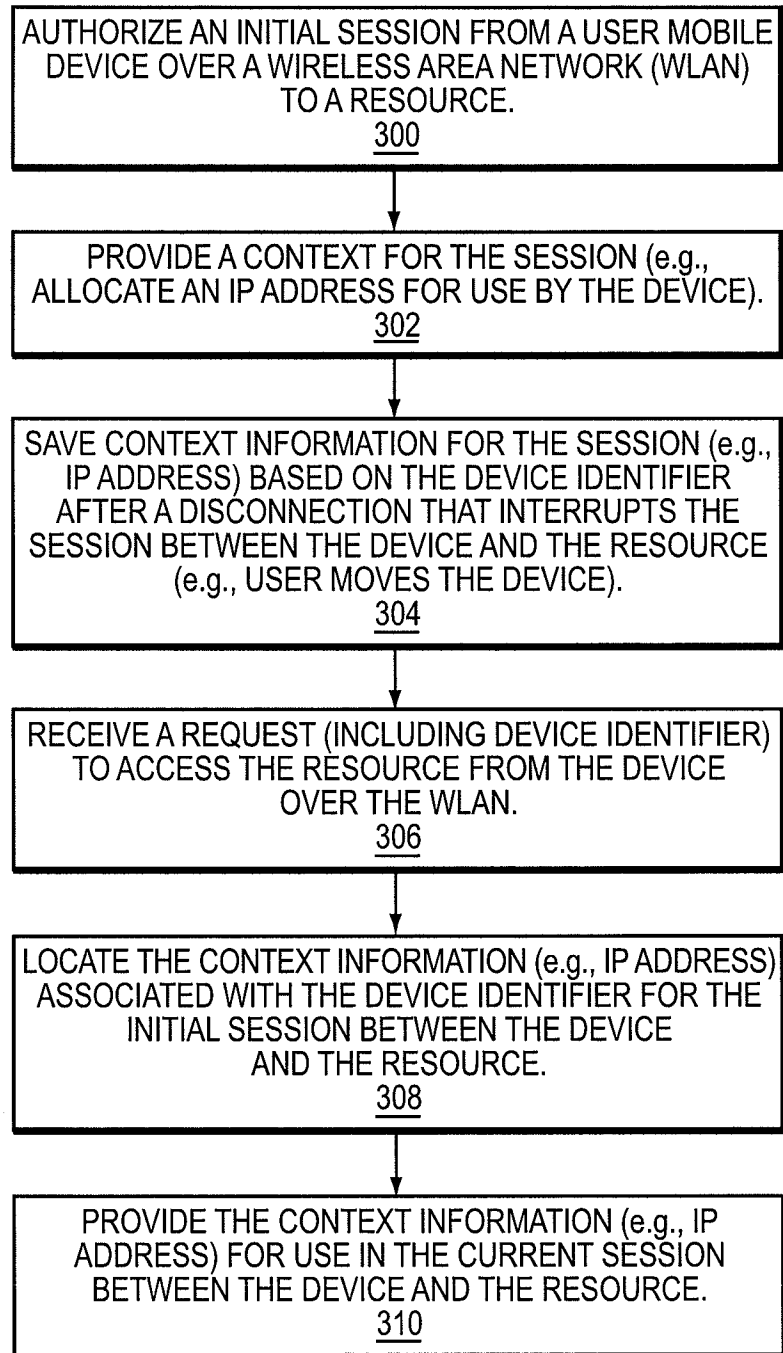 AUTHORIZE AN INITIAL SESSION FROM A USER MOBILE
DEVICE OVER A WIRELESS AREA NETWORK (WLAN)
TO A RESOURCE.
300
PROVIDE A CONTEXT FOR THE SESSION (e.g.,
ALLOCATE AN IP ADDRESS FOR USE BY THE DEVICE).
302
SAVE CONTEXT INFORMATION FOR THE SESSION (e.g.,
IP ADDRESS) BASED ON THE DEVICE IDENTIFIER
AFTER A DISCONNECTION THAT INTERRUPTS THE
SESSION BETWEEN THE DEVICE AND THE RESOURCE
(e.g., USER MOVES THE DEVICE).
304
RECEIVE A REQUEST (INCLUDING DEVICE IDENTIFIER)
TO ACCESS THE RESOURCE FROM THE DEVICE
OVER THE WLAN.
306
LOCATE THE CONTEXT INFORMATION (e.g., IP ADDRESS)
ASSOCIATED WITH THE DEVICE IDENTIFIER FOR THE
INITIAL SESSION BETWEEN THE DEVICE
AND THE RESOURCE.
308
PROVIDE THE CONTEXT INFORMATION (e.g., IP
ADDRESS) FOR USE IN THE CURRENT SESSION
BETWEEN THE DEVICE AND THE RESOURCE.
310